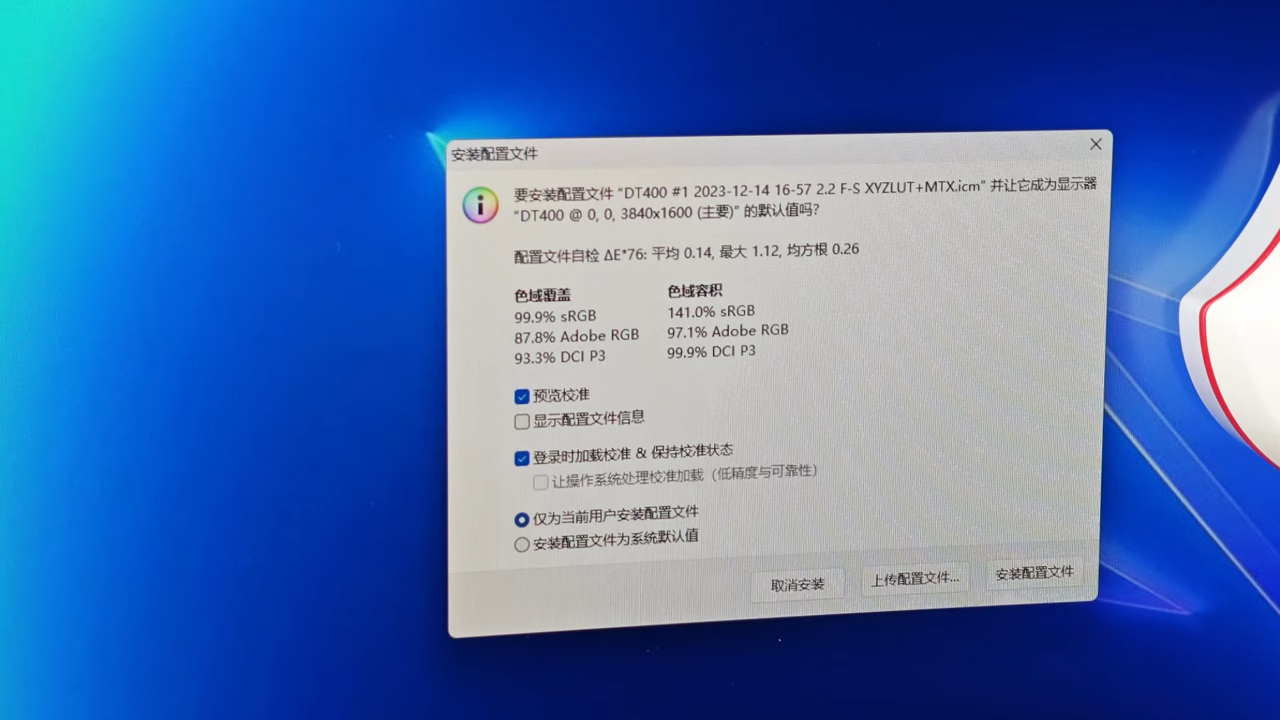 安装配置文件
要安装配置文件 “DT400 #1 2023-12-14 16-57 2.2 F-S XYZLUT+MTX.icm” 并让它成为显示器
“DT400 @ 0, 0, 3840x1600 (主要)” 的默认值吗?
配置文件自检 ΔE*76: 平均 0.14, 最大 1.12, 均方根 0.26
色域覆盖 色域容积
99.9% sRGB 141.0% sRGB
87.8% Adobe RGB 97.1% Adobe RGB
93.3% DCI P3 99.9% DCI P3
预览校准
显示配置文件信息
登录时加载校准 & 保持校准状态
让操作系统处理校准加载（低精度与可靠性）
仅为当前用户安装配置文件
安装配置文件为系统默认值
取消安装 上传配置文件... 安装配置文件